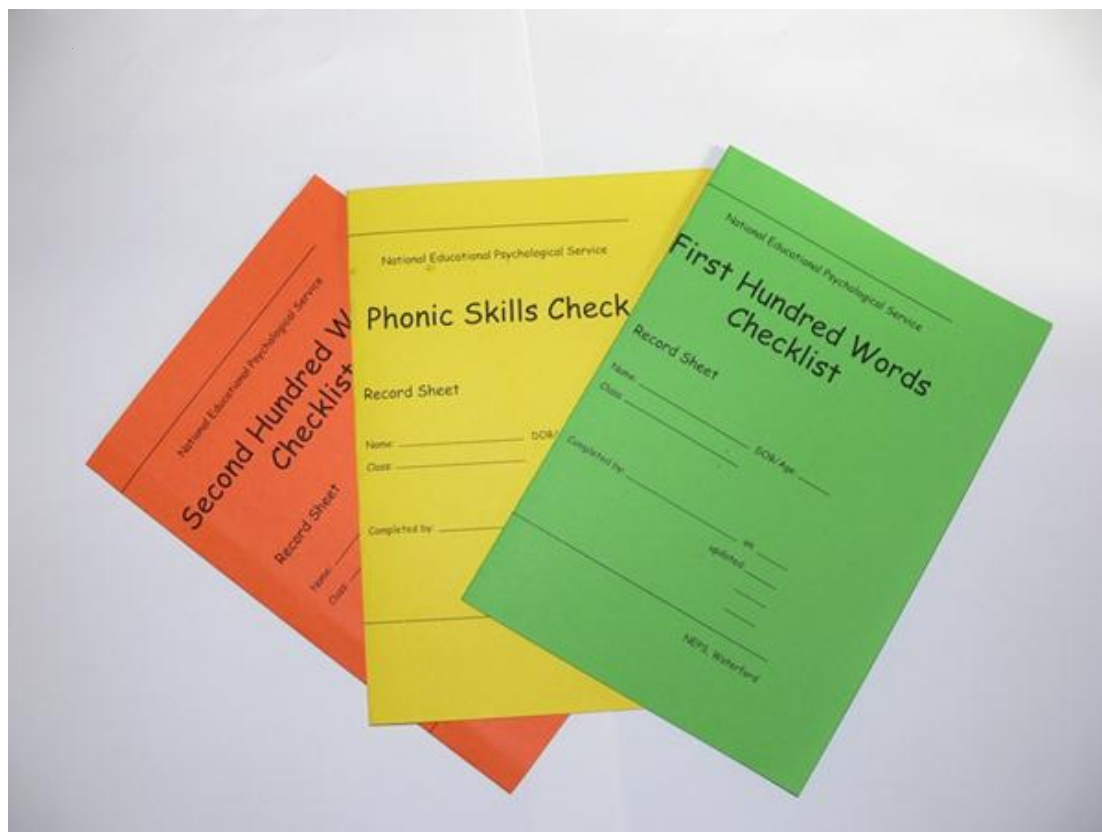 National Educational Psychological Service
Second Hundred W
Checklist
Record Sheet
Name:
Class:
National Educational Psychological Service
Phonic Skills Check
Record Sheet
Name: DOB/
Class:
Completed by:
National Educational Psychological Service
First Hundred Words
Checklist
Record Sheet
Name: DOB/Age
Class:
Completed by: on
updated
NEPS, Waterford